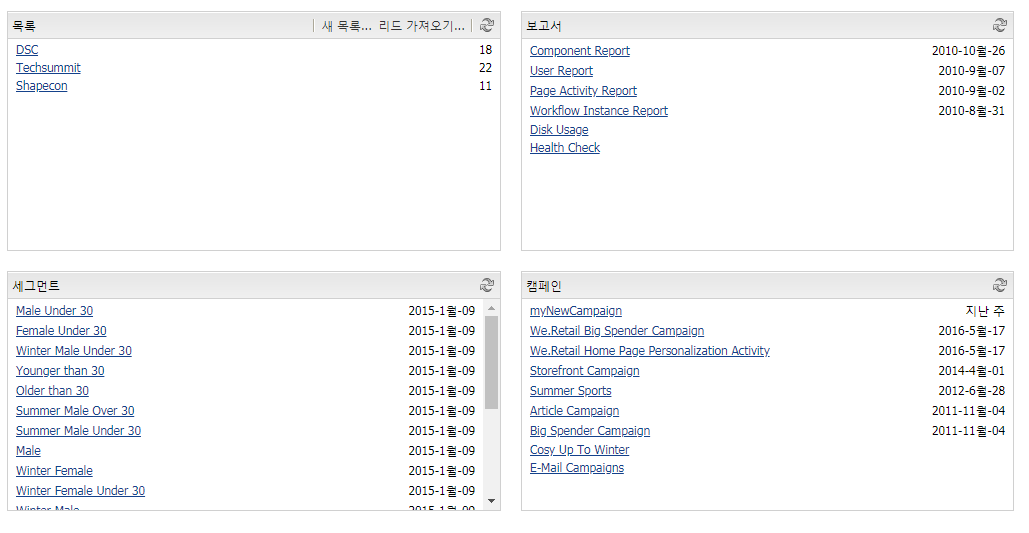 목록 새 목록... 리드 가져오기...
DSC 18
Techsummit 22
Shapecon 11
보고서
Component Report 2010-10월-26
User Report 2010-9월-07
Page Activity Report 2010-9월-02
Workflow Instance Report 2010-8월-31
Disk Usage
Health Check
세그먼트
Male Under 30 2015-1월-09
Female Under 30 2015-1월-09
Winter Male Under 30 2015-1월-09
Younger than 30 2015-1월-09
Older than 30 2015-1월-09
Summer Male Over 30 2015-1월-09
Summer Male Under 30 2015-1월-09
Male 2015-1월-09
Winter Female 2015-1월-09
Winter Female Under 30 2015-1월-09
Winter Male 2015-1월-09
캠페인
myNewCampaign 지난 주
We.Retail Big Spender Campaign 2016-5월-17
We.Retail Home Page Personalization Activity 2016-5월-17
Storefront Campaign 2014-4월-01
Summer Sports 2012-6월-28
Article Campaign 2011-11월-04
Big Spender Campaign 2011-11월-04
Cosy Up To Winter
E-Mail Campaigns